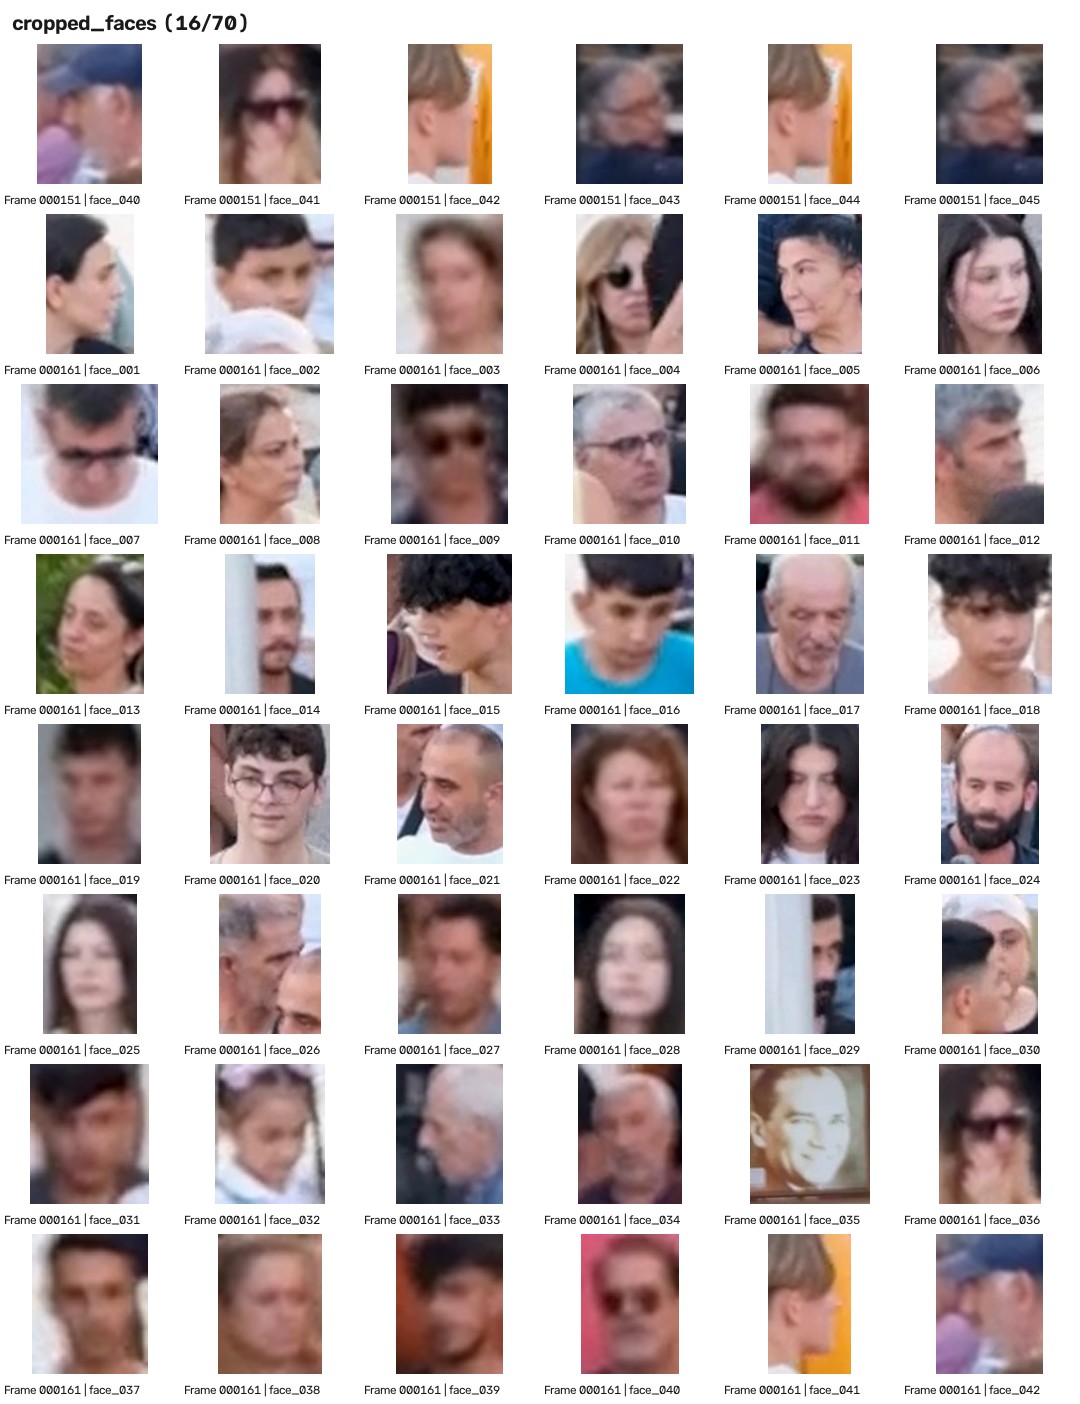 cropped_faces (16/70)
Frame 000151 | face_040
Frame 000151 | face_041
Frame 000151 | face_042
Frame 000151 | face_043
Frame 000151 | face_044
Frame 000151 | face_045
Frame 000161 | face_001
Frame 000161 | face_002
Frame 000161 | face_003
Frame 000161 | face_004
Frame 000161 | face_005
Frame 000161 | face_006
Frame 000161 | face_007
Frame 000161 | face_008
Frame 000161 | face_009
Frame 000161 | face_010
Frame 000161 | face_011
Frame 000161 | face_012
Frame 000161 | face_013
Frame 000161 | face_014
Frame 000161 | face_015
Frame 000161 | face_016
Frame 000161 | face_017
Frame 000161 | face_018
Frame 000161 | face_019
Frame 000161 | face_020
Frame 000161 | face_021
Frame 000161 | face_022
Frame 000161 | face_023
Frame 000161 | face_024
Frame 000161 | face_025
Frame 000161 | face_026
Frame 000161 | face_027
Frame 000161 | face_028
Frame 000161 | face_029
Frame 000161 | face_030
Frame 000161 | face_031
Frame 000161 | face_032
Frame 000161 | face_033
Frame 000161 | face_034
Frame 000161 | face_035
Frame 000161 | face_036
Frame 000161 | face_037
Frame 000161 | face_038
Frame 000161 | face_039
Frame 000161 | face_040
Frame 000161 | face_041
Frame 000161 | face_042